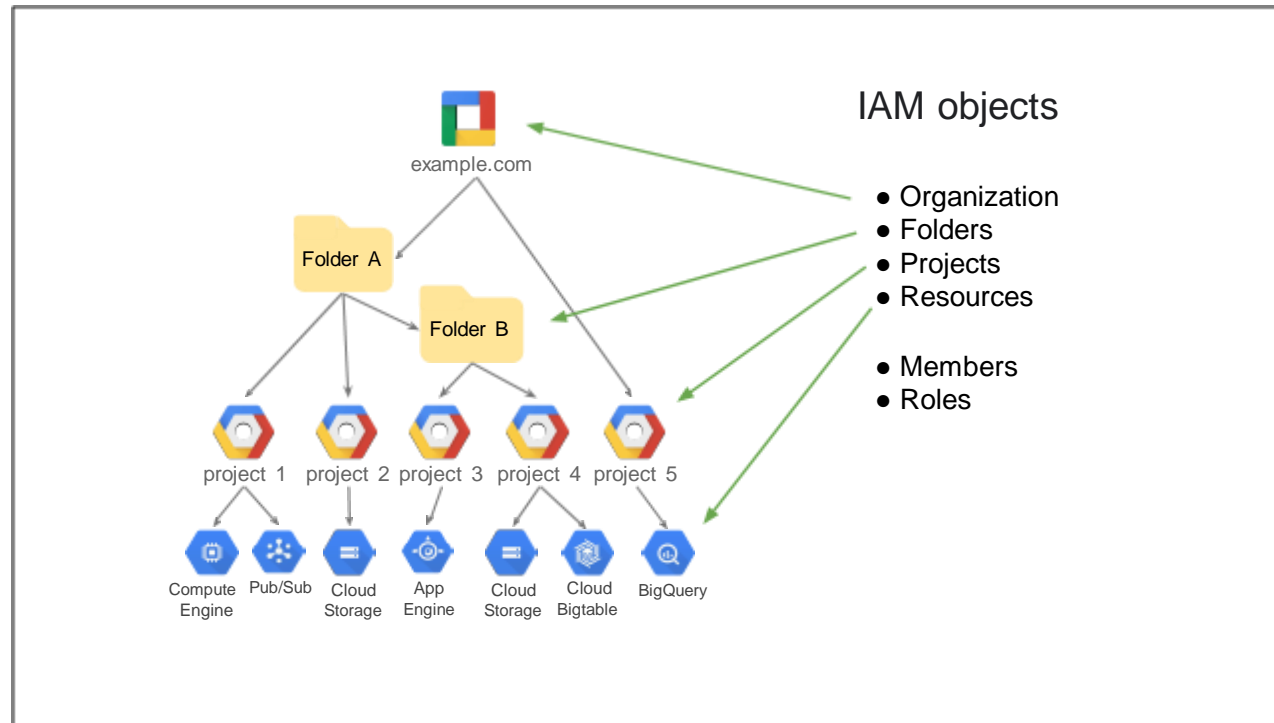 IAM objects
example.com
● Organization
● Folders
● Projects
● Resources
● Members
● Roles
Folder A
Folder B
project 1
project 2
project 3
project 4
project 5
Compute
Engine
Pub/Sub
Cloud
Storage
App
Engine
Cloud
Storage
Cloud
Bigtable
BigQuery